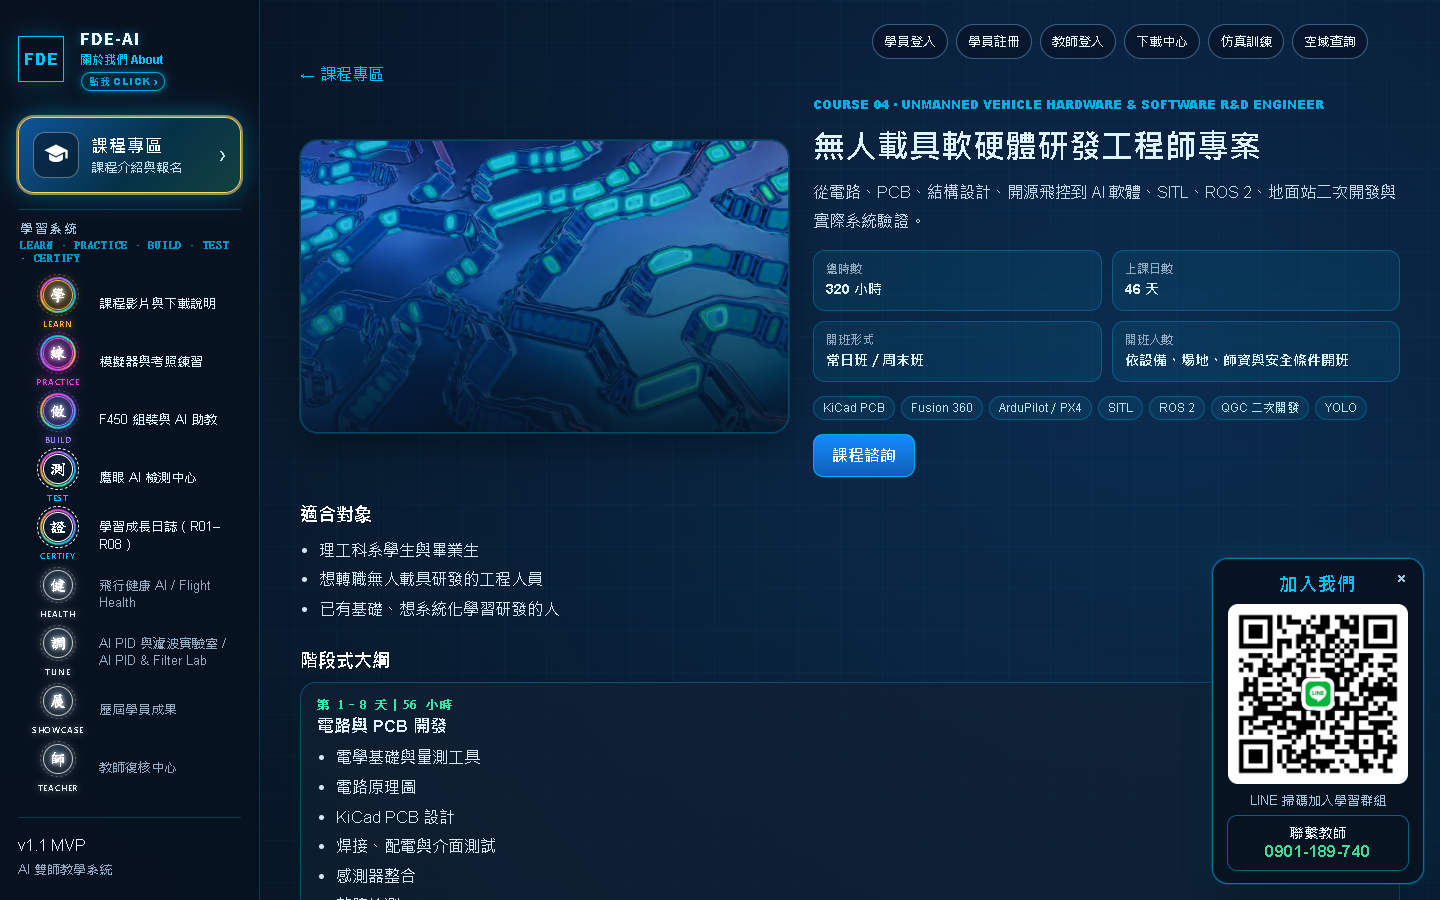 FDE
FDE-AI
關於我們 About
點我 CLICK ›
課程專區
課程介紹與報名
›
學習系統
LEARN · PRACTICE · BUILD · TEST
· CERTIFY
學
LEARN
課程影片與下載說明
練
PRACTICE
模擬器與考照練習
做
BUILD
F450 組裝與 AI 助教
測
TEST
鷹眼 AI 檢測中心
證
CERTIFY
學習成長日誌 ( R01–
R08 )
健
HEALTH
飛行健康 AI / Flight
Health
調
TUNE
AI PID 與濾波實驗室 /
AI PID & Filter Lab
展
SHOWCASE
歷屆學員成果
師
TEACHER
教師復核中心
v1.1 MVP
AI 雙師教學系統
學員登入
學員註冊
教師登入
下載中心
仿真訓練
空域查詢
← 課程專區
COURSE 04 · UNMANNED VEHICLE HARDWARE & SOFTWARE R&D ENGINEER
無人載具軟硬體研發工程師專案
從電路、PCB、結構設計、開源飛控到 AI 軟體、SITL、ROS 2、地面站二次開發與
實際系統驗證。
總時數
320 小時
上課日數
46 天
開班形式
常日班 / 周末班
開班人數
依設備、場地、師資與安全條件開班
KiCad PCB
Fusion 360
ArduPilot / PX4
SITL
ROS 2
QGC 二次開發
YOLO
課程諮詢
適合對象
• 理工科系學生與畢業生
• 想轉職無人載具研發的工程人員
• 已有基礎、想系統化學習研發的人
階段式大綱
第 1–8 天 | 56 小時
電路與 PCB 開發
• 電學基礎與量測工具
• 電路原理圖
• KiCad PCB 設計
• 焊接、配電與介面測試
• 感測器整合
加入我們
×
LINE
LINE 掃碼加入學習群組
聯繫教師
0901-189-740